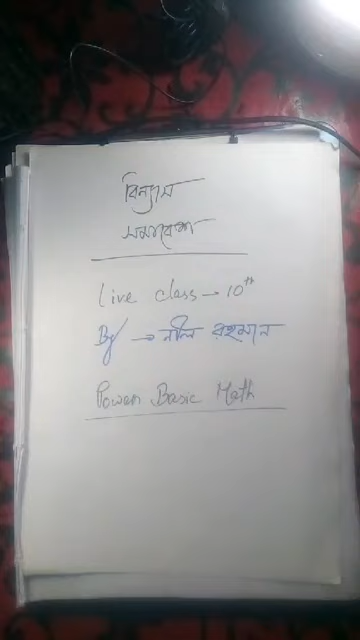 বিন্যাস
সমাবেশ
Live class → 10th
By → নীল রহমান
Power Basic Math